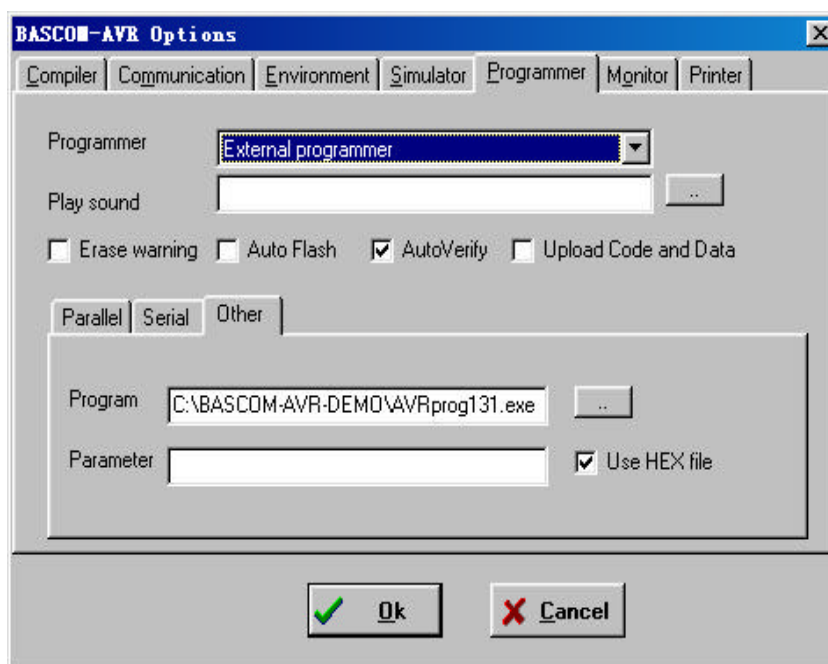 BASCOM-AVR Options
Compiler Communication Environment Simulator Programmer Monitor Printer
Programmer External programmer
Play sound ..
Erase warning Auto Flash AutoVerify Upload Code and Data
Parallel Serial Other
Program C:\BASCOM-AVR-DEMO\AVRprog131.exe ..
Parameter Use HEX file
Ok Cancel